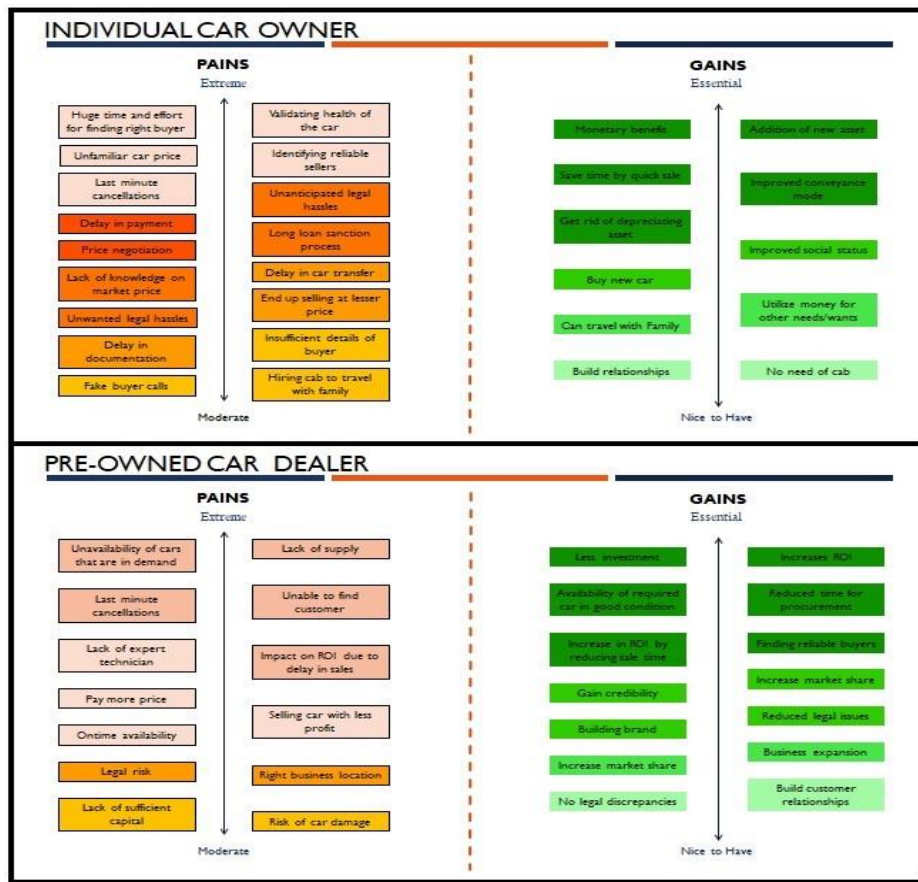 INDIVIDUAL CAR OWNER
PAINS
Extreme
Huge time and effort
for finding right buyer
Unfamiliar car price
Last minute
cancellations
Delay in payment
Price negotiation
Lack of knowledge on
market price
Unwanted legal hassles
Delay in
documentation
Fake buyer calls
Validating health of
the car
Identifying reliable
sellers
Unanticipated legal
hassles
Long loan sanction
process
Delay in car transfer
End up selling at lesser
price
Insufficient details of
buyer
Hiring cab to travel
with family
Moderate
GAINS
Essential
Monetary benefit
Save time by quick sale
Get rid of depreciating
asset
Buy new car
Can travel with Family
Build relationships
Addition of new asset
Improved conveyance
mode
Improved social status
Utilize money for
other needs/wants
No need of cab
Nice to Have
PRE-OWNED CAR DEALER
PAINS
Extreme
Unavailability of cars
that are in demand
Last minute
cancellations
Lack of expert
technician
Pay more price
Ontime availability
Legal risk
Lack of sufficient
capital
Lack of supply
Unable to find
customer
Impact on ROI due to
delay in sales
Selling car with less
profit
Right business location
Risk of car damage
Moderate
GAINS
Essential
Less investment
Availability of required
car in good condition
Increase in ROI by
reducing sale time
Gain credibility
Building brand
Increase market share
No legal discrepancies
Increases ROI
Reduced time for
procurement
Finding reliable buyers
Increase market share
Reduced legal issues
Business expansion
Build customer
relationships
Nice to Have